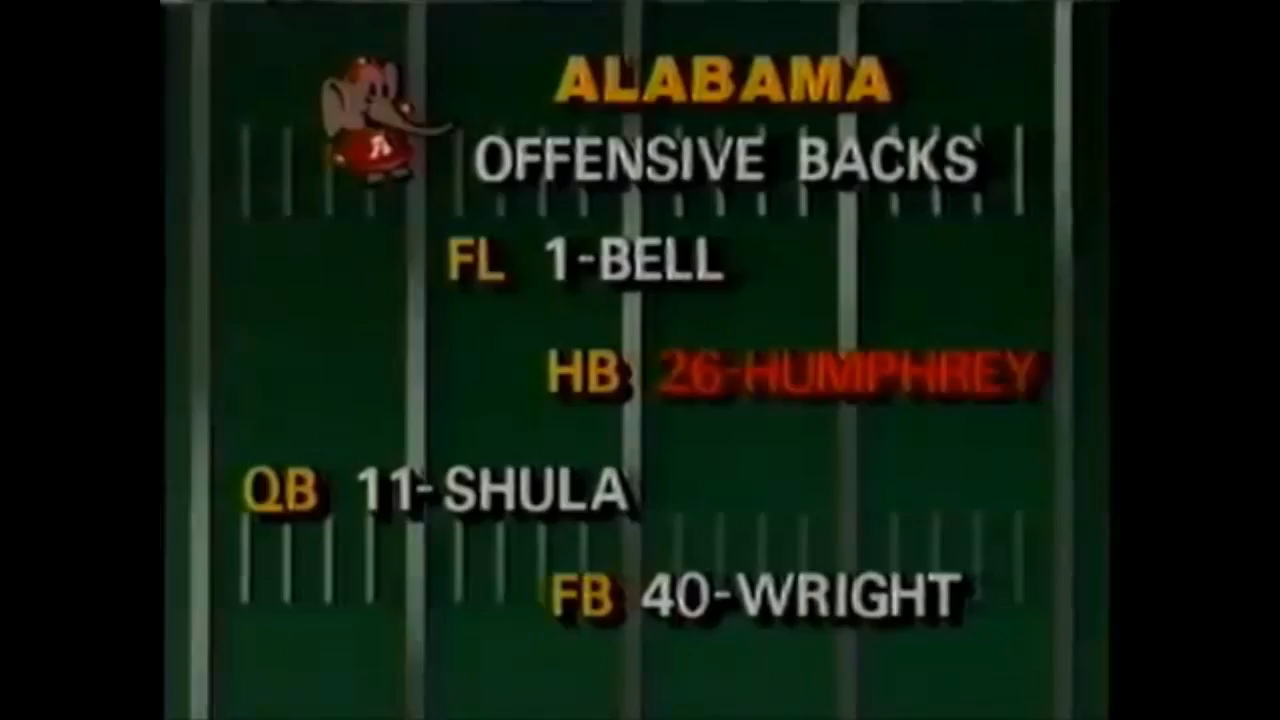 ALABAMA
OFFENSIVE BACKS
A
FL 1-BELL
HB 26-HUMPHREY
QB 11-SHULA
FB 40-WRIGHT